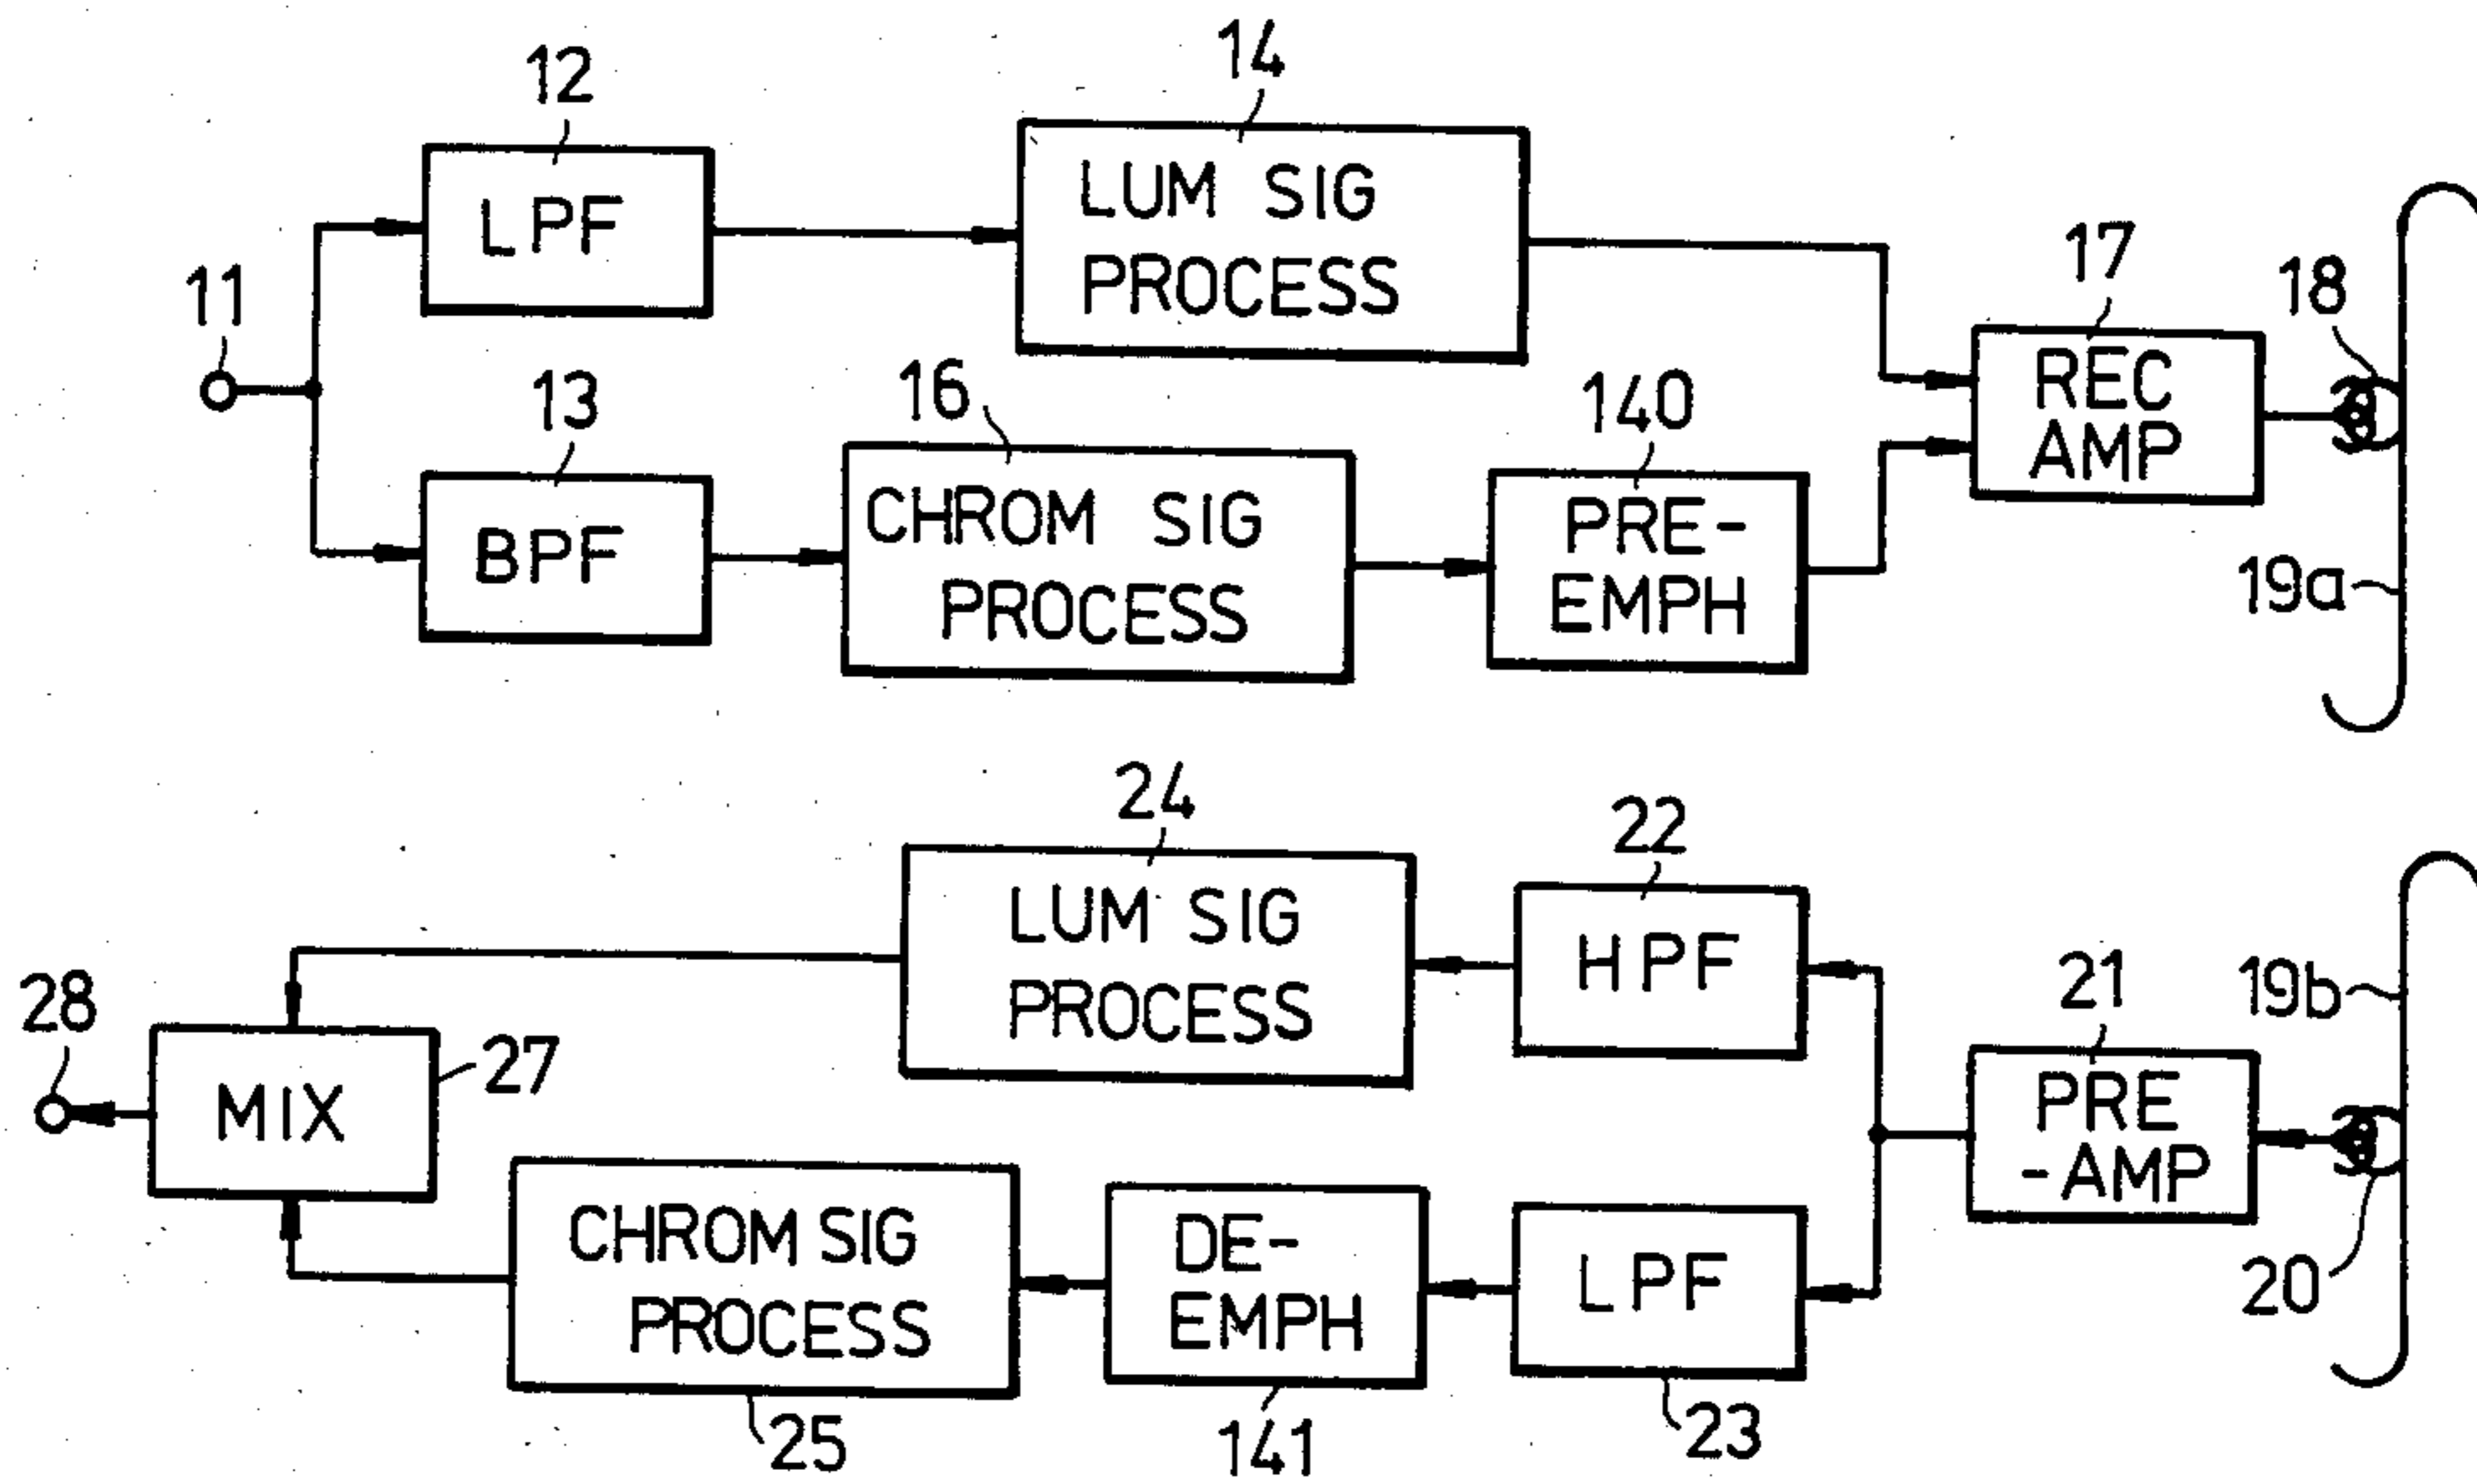 12
14
LPF
LUM SIG
PROCESS
11
17
18
REC
AMP
13
16
140
BPF
CHROM SIG
PROCESS
PRE-
EMPH
19a
24
22
LUM SIG
PROCESS
HPF
28
27
MIX
21
19b
PRE
-AMP
CHROM SIG
PROCESS
DE-
EMPH
LPF
20
25
141
23